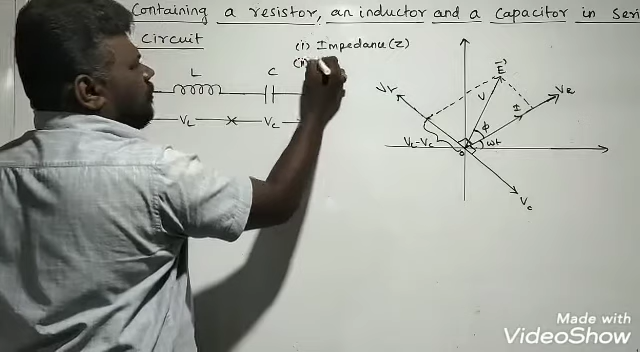 Containing a resistor, an inductor and a capacitor in seri
circuit
(i) Impedance(Z)
(ii)
L
C
VL
VC
E
VL
V
I
VR
ϕ
VL-VC
o
ωt
Vc
Made with
VideoShow